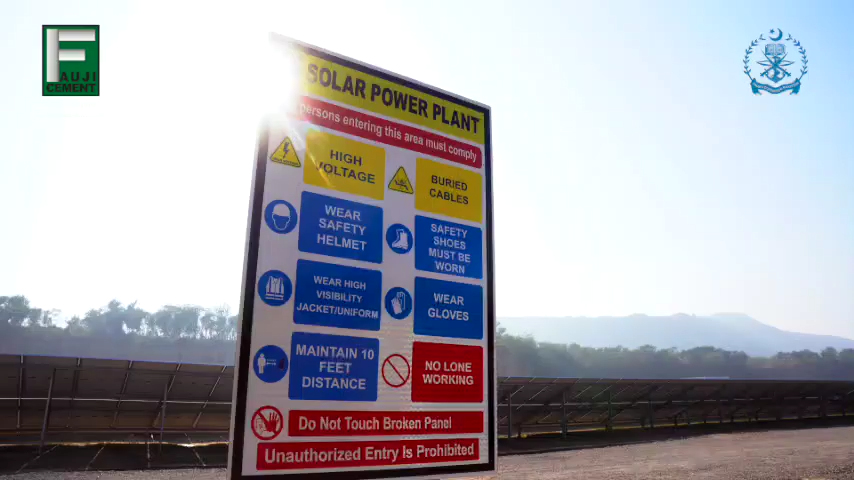 FAUJI
CEMENT
SOLAR POWER PLANT
persons entering this area must comply
HIGH
VOLTAGE
BURIED
CABLES
WEAR
SAFETY
HELMET
SAFETY
SHOES
MUST BE
WORN
WEAR HIGH
VISIBILITY
JACKET/UNIFORM
WEAR
GLOVES
MAINTAIN 10
FEET
DISTANCE
NO LONE
WORKING
Do Not Touch Broken Panel
Unauthorized Entry Is Prohibited